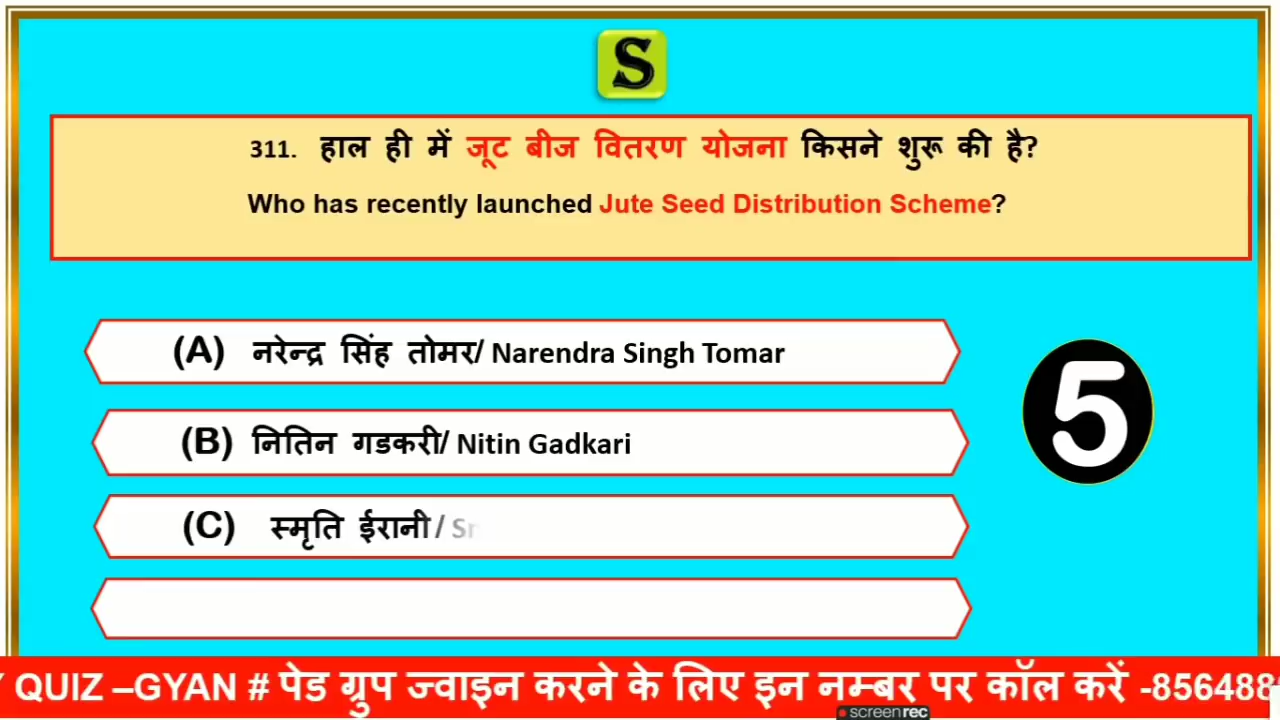 S
311. हाल ही में जूट बीज वितरण योजना किसने शुरू की है?
Who has recently launched Jute Seed Distribution Scheme?
(A) नरेन्द्र सिंह तोमर/ Narendra Singh Tomar
5
(B) नितिन गडकरी/ Nitin Gadkari
(C) स्मृति ईरानी/
QUIZ –GYAN # पेड ग्रुप ज्वाइन करने के लिए इन नम्बर पर कॉल करें -856488
screenrec